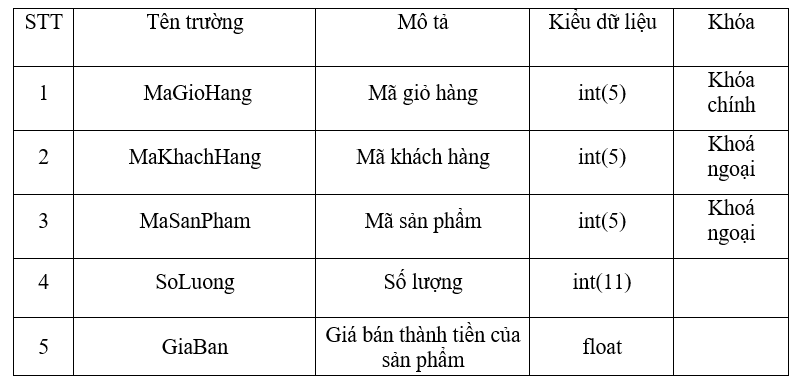 STT Tên trường Mô tả Kiểu dữ liệu Khóa
1 MaGioHang Mã giỏ hàng int(5) Khóa
chính
2 MaKhachHang Mã khách hàng int(5) Khoá
ngoại
3 MaSanPham Mã sản phẩm int(5) Khoá
ngoại
4 SoLuong Số lượng int(11)
5 GiaBan Giá bán thành tiền của
sản phẩm float